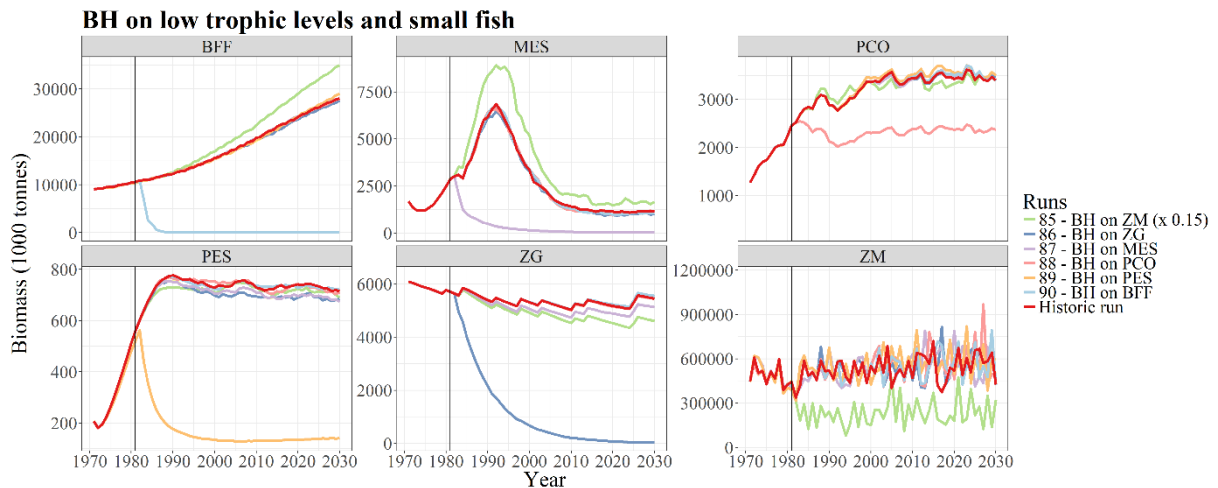 BH on low trophic levels and small fish
BFF
MES
PCO
30000
20000
10000
0
7500
5000
2500
0
3000
2000
1000
PES
ZG
ZM
800
600
400
200
6000
4000
2000
0
1200000
900000
600000
300000
0
1970 1980 1990 2000 2010 2020 2030
1970 1980 1990 2000 2010 2020 2030
1970 1980 1990 2000 2010 2020 2030
Year
Biomass (1000 tonnes)
Runs
85 - BH on ZM (x 0.15)
86 - BH on ZG
87 - BH on MES
88 - BH on PCO
89 - BH on PES
90 - BH on BFF
Historic run